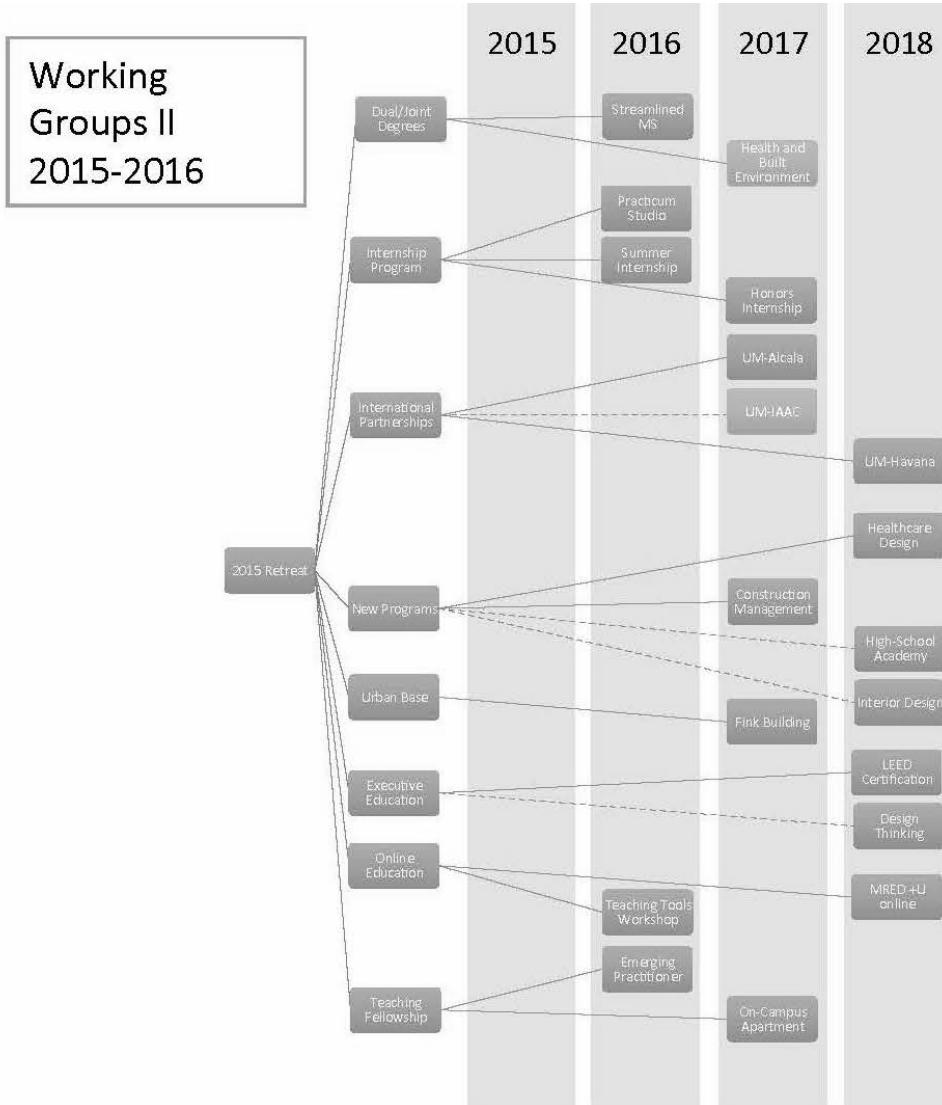 Working
Groups II
2015-2016
2015
2016
2017
2018
Dual/Joint
Degrees
Streamlined
MS
Health and
Built
Environment
Practicum
Studio
Internship
Program
Summer
Internship
Honors
Internship
UM-Alcala
International
Partnerships
UM-IAAC
UM-Havana
Healthcare
Design
2015 Retreat
New Programs
Construction
Management
High-School
Academy
Urban Base
Interior Design
Fink Building
Executive
Education
LEED
Certification
Design
Thinking
Online
Education
MRED +U
online
Teaching Tools
Workshop
Emerging
Practitioner
Teaching
Fellowship
On-Campus
Apartment